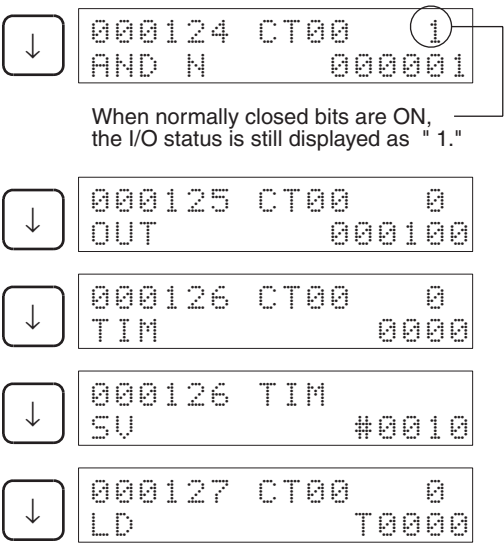 ↓
000124 CT00 1
AND N 000001
When normally closed bits are ON,
the I/O status is still displayed as " 1."
↓
000125 CT00 0
OUT 000100
↓
000126 CT00 0
TIM 0000
↓
000126 TIM
SV #0010
↓
000127 CT00 0
LD T0000